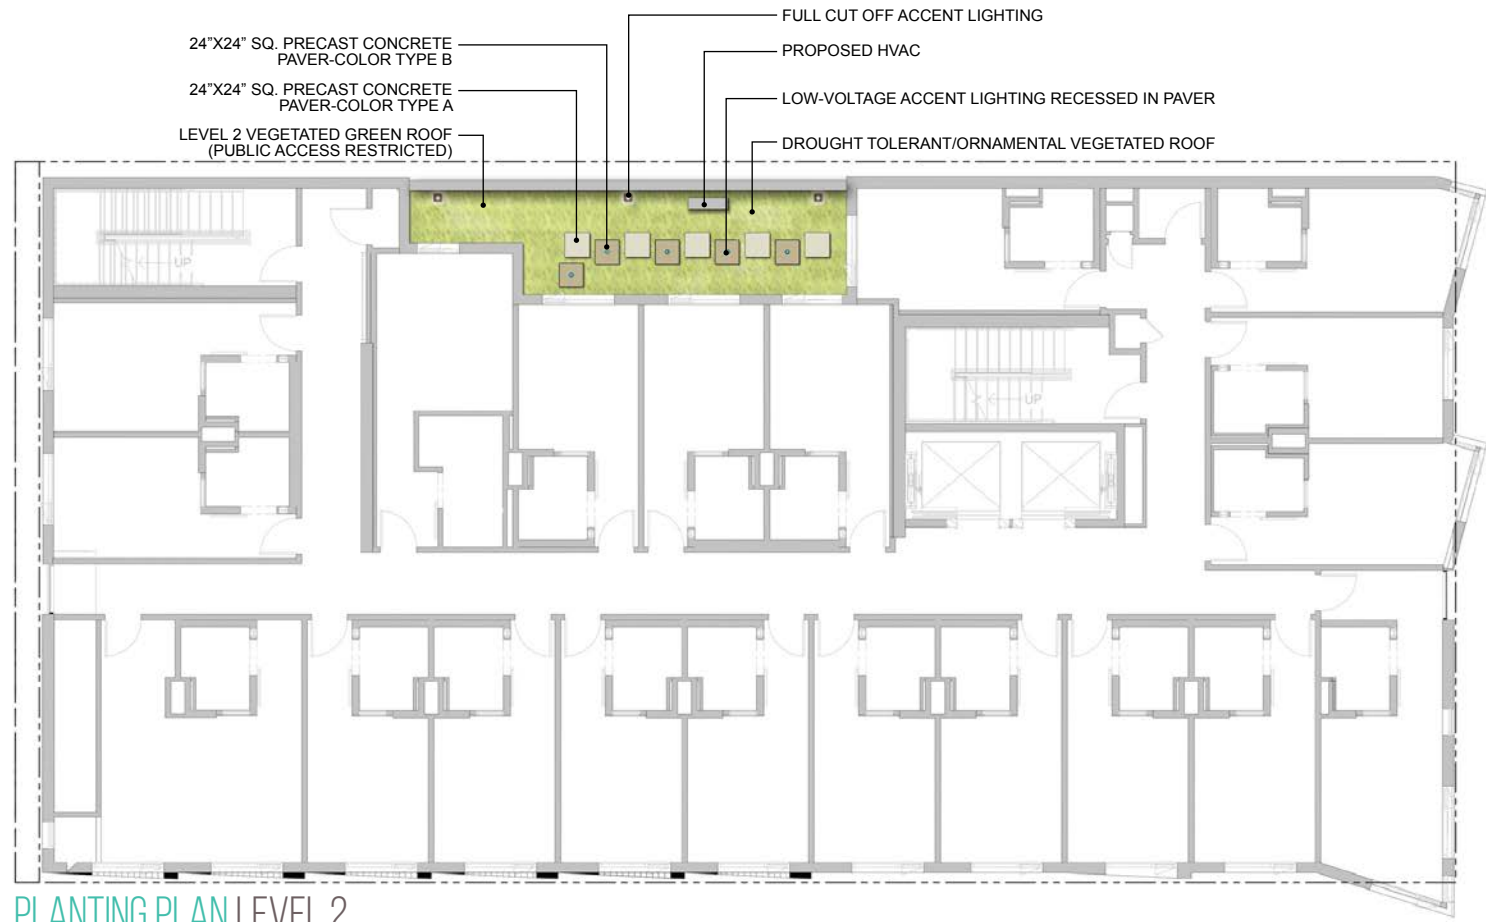 FULL CUT OFF ACCENT LIGHTING
24”X24” SQ. PRECAST CONCRETE
PAVER-COLOR TYPE B
PROPOSED HVAC
24”X24” SQ. PRECAST CONCRETE
PAVER-COLOR TYPE A
LOW-VOLTAGE ACCENT LIGHTING RECESSED IN PAVER
LEVEL 2 VEGETATED GREEN ROOF
(PUBLIC ACCESS RESTRICTED)
DROUGHT TOLERANT/ORNAMENTAL VEGETATED ROOF
UP
UP
PLANTING PLAN | LEVEL 2